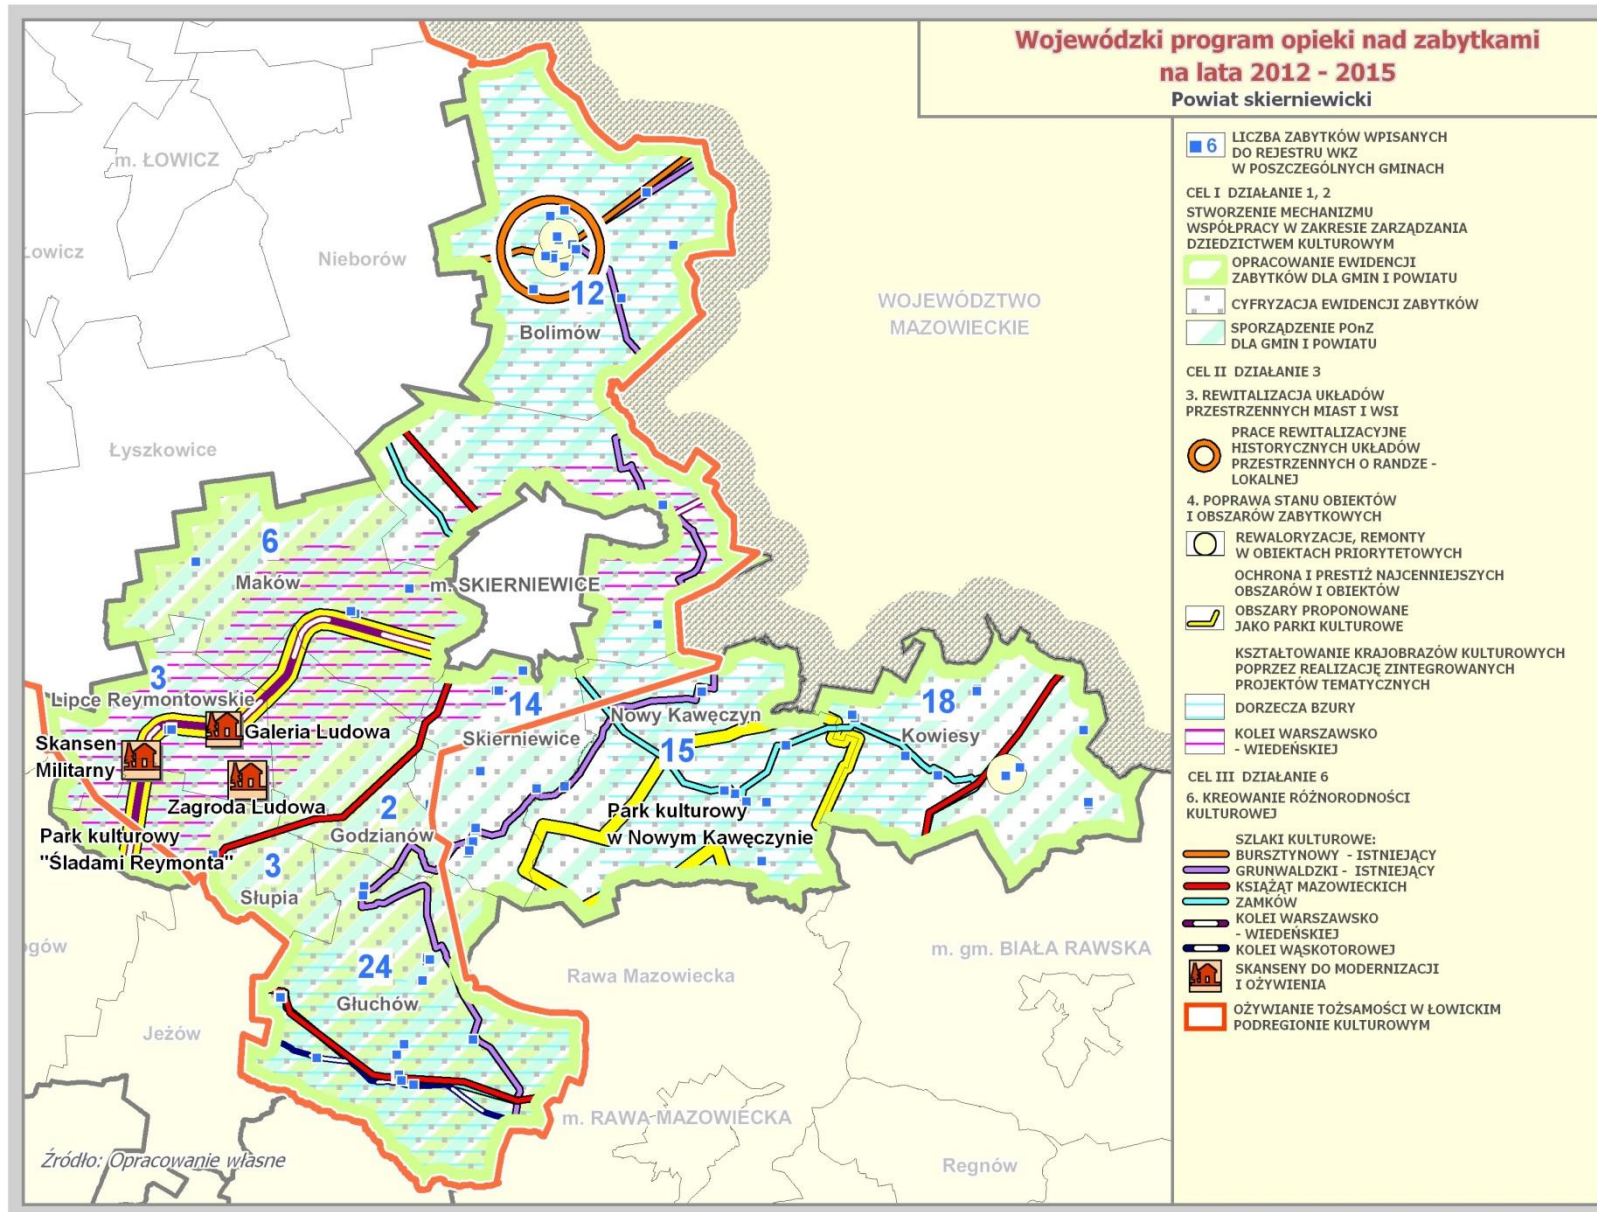 Wojewódzki program opieki nad zabytkami
na lata 2012 - 2015
Powiat skierniewicki
6 LICZBA ZABYTKÓW WPISANYCH
DO REJESTRU WKZ
W POSZCZEGÓLNYCH GMINACH
CEL I DZIAŁANIE 1, 2
STWORZENIE MECHANIZMU
WSPÓŁPRACY W ZAKRESIE ZARZĄDZANIA
DZIEDZICTWEM KULTUROWYM
OPRACOWANIE EWIDENCJI
ZABYTKÓW DLA GMIN I POWIATU
CYFRYZACJA EWIDENCJI ZABYTKÓW
SPORZĄDZENIE POnZ
DLA GMIN I POWIATU
CEL II DZIAŁANIE 3
3. REWITALIZACJA UKŁADÓW
PRZESTRZENNYCH MIAST I WSI
PRACE REWITALIZACYJNE
HISTORYCZNYCH UKŁADÓW
PRZESTRZENNYCH O RANDZE -
LOKALNEJ
4. POPRAWA STANU OBIEKTÓW
I OBSZARÓW ZABYTKOWYCH
REWALORYZACJE, REMONTY
W OBIEKTACH PRIORYTETOWYCH
OCHRONA I PRESTIŻ NAJCENNIEJSZYCH
OBSZARÓW I OBIEKTÓW
OBSZARY PROPONOWANE
JAKO PARKI KULTUROWE
KSZTAŁTOWANIE KRAJOBRAZÓW KULTUROWYCH
POPRZEZ REALIZACJĘ ZINTEGROWANYCH
PROJEKTÓW TEMATYCZNYCH
DORZECZA BZURY
KOLEI WARSZAWSKO
- WIEDEŃSKIEJ
CEL III DZIAŁANIE 6
6. KREOWANIE RÓŻNORODNOŚCI
KULTUROWEJ
SZLAKI KULTUROWE:
BURSZTYNOWY - ISTNIEJĄCY
GRUNWALDZKI - ISTNIEJĄCY
KSIĄŻĄT MAZOWIECKICH
ZAMKÓW
KOLEI WARSZAWSKO
- WIEDEŃSKIEJ
KOLEI WĄSKOTOROWEJ
SKANSENY DO MODERNIZACJI
I OŻYWIENIA
OŻYWIANIE TOŻSAMOŚCI W ŁOWICKIM
PODREGIONIE KULTUROWYM
m. ŁOWICZ
Łowicz
Nieborów
12
Bolimów
WOJEWÓDZTWO
MAZOWIECKIE
Łyszkowice
6
Maków
m. SKIERNIEWICE
3
Lipce Reymontowskie
14
Skierniewice
Nowy Kawęczyn
15
18
Kowiesy
Skansen
Militarny
Galeria Ludowa
Zagroda Ludowa
2
Godzianów
Park kulturowy
w Nowym Kawęczynie
Park kulturowy
"Śladami Reymonta"
3
Słupia
ogów
24
Głuchów
Rawa Mazowiecka
m. gm. BIAŁA RAWSKA
Jeżów
m. RAWA MAZOWIECKA
Regnów
Źródło: Opracowanie własne